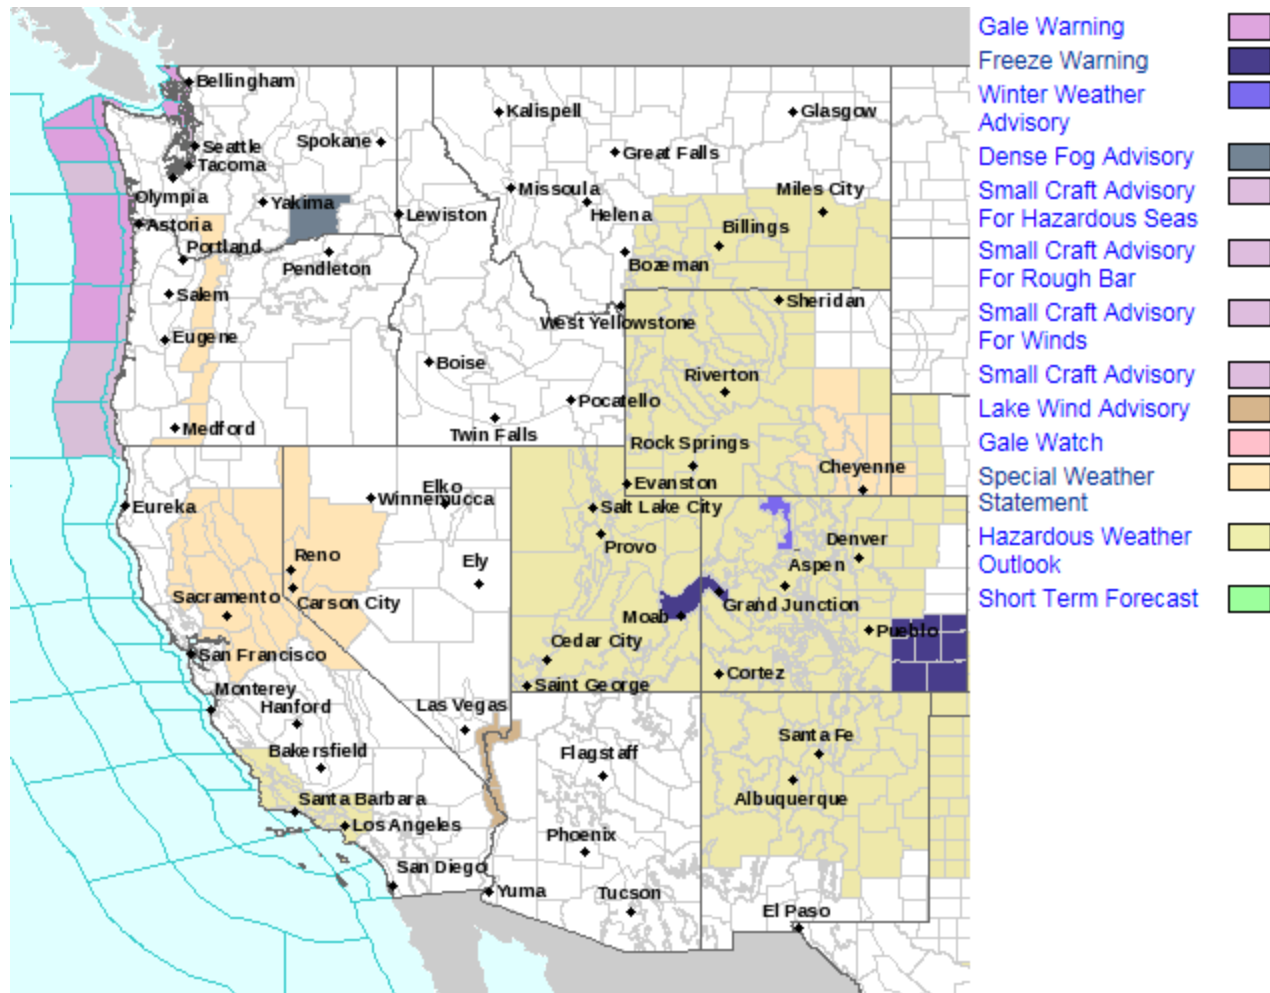 Gale Warning
Freeze Warning
Winter Weather
Advisory
Dense Fog Advisory
Small Craft Advisory
For Hazardous Seas
Small Craft Advisory
For Rough Bar
Small Craft Advisory
For Winds
Small Craft Advisory
Lake Wind Advisory
Gale Watch
Special Weather
Statement
Hazardous Weather
Outlook
Short Term Forecast
Bellingham
Kalispell
Glasgow
Seattle
Spokane
Great Falls
Tacoma
Olympia
Yakima
Missoula
Miles City
Lewiston
Helena
Astoria
Billings
Portland
Pendleton
Bozeman
Salem
Sheridan
West Yellowstone
Eugene
Boise
Riverton
Pocatello
Medford
Twin Falls
Rock Springs
Cheyenne
Evanston
Elko
Winnemucca
Eureka
Salt Lake City
Provo
Denver
Reno
Ely
Aspen
Sacramento
Carson City
Grand Junction
Moab
Pueblo
Cedar City
San Francisco
Cortez
Saint George
Monterey
Hanford
Las Vegas
Santa Fe
Bakersfield
Flagstaff
Santa Barbara
Albuquerque
Los Angeles
Phoenix
San Diego
Yuma
Tucson
El Paso